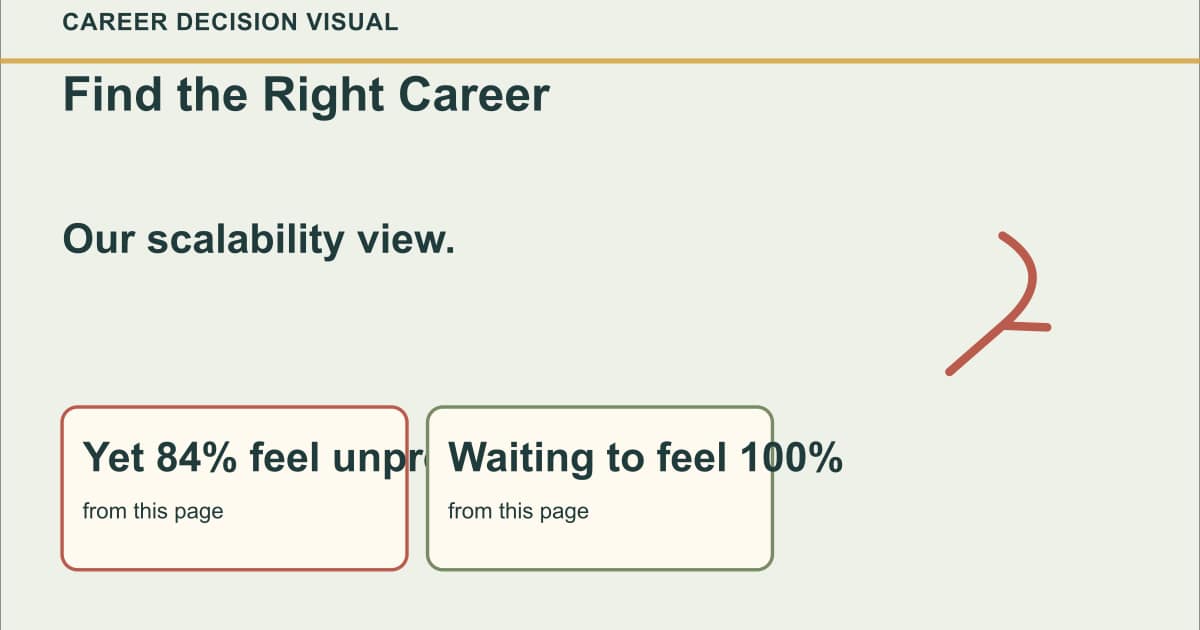 CAREER DECISION VISUAL
Find the Right Career
Our scalability view.
Yet 84% feel
Waiting to feel 100%
from this page
from this page